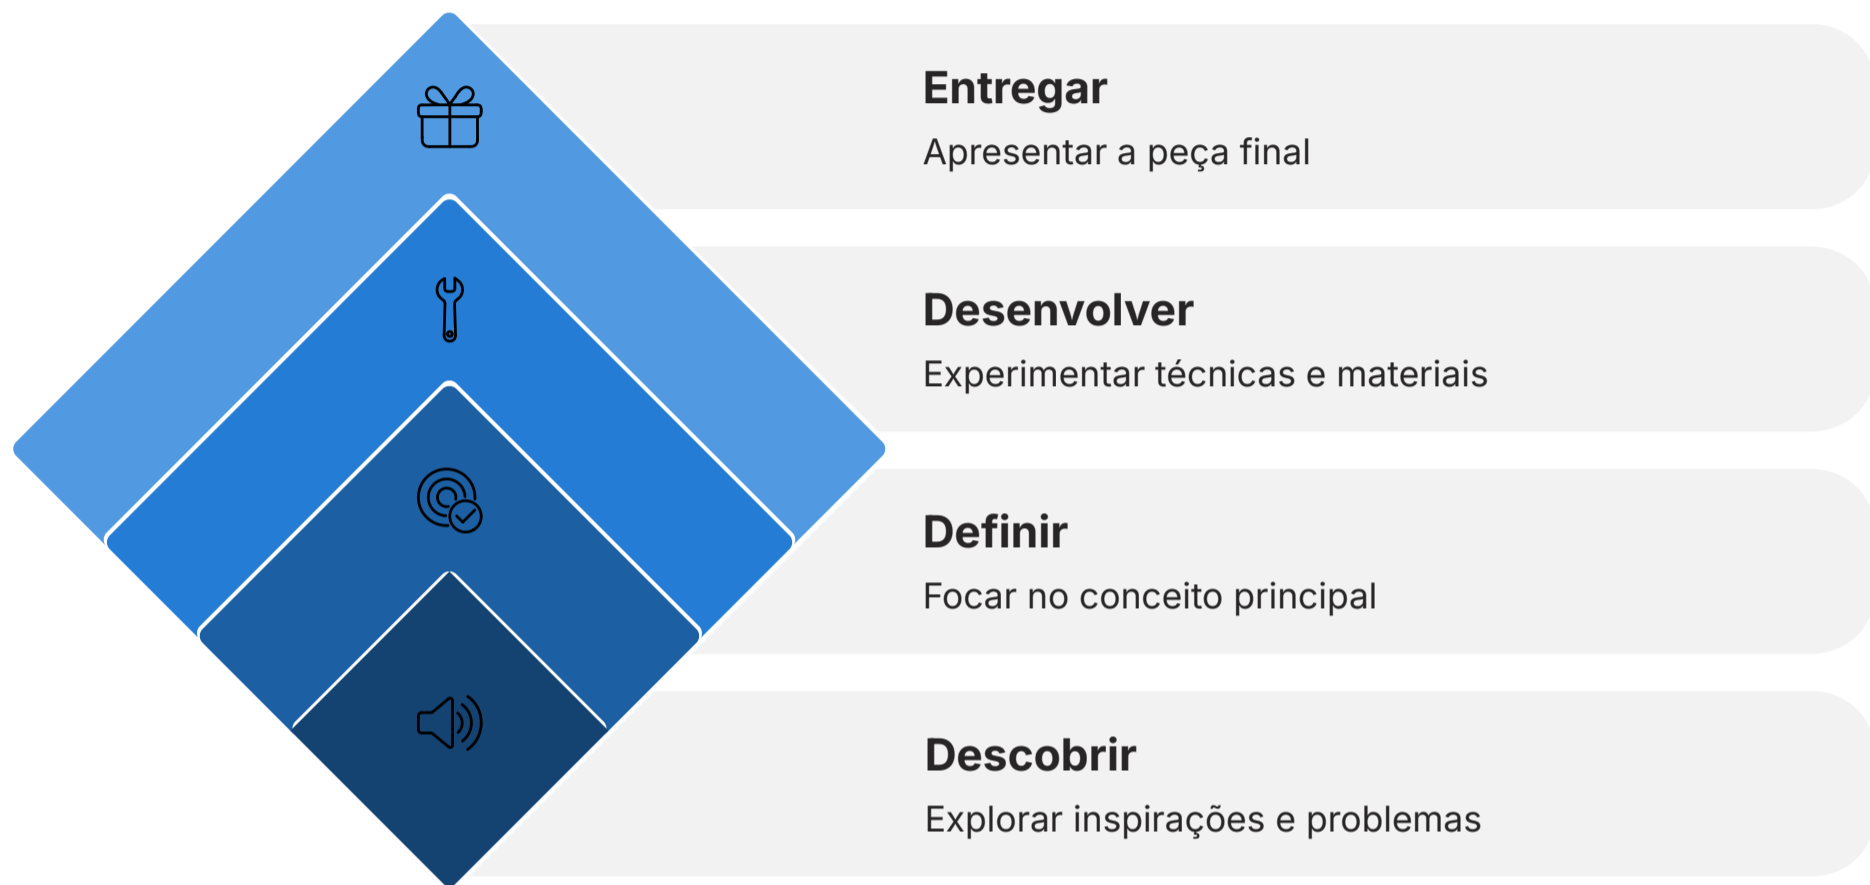 Entregar
Apresentar a peça final
Desenvolver
Experimentar técnicas e materiais
Definir
Focar no conceito principal
Descobrir
Explorar inspirações e problemas